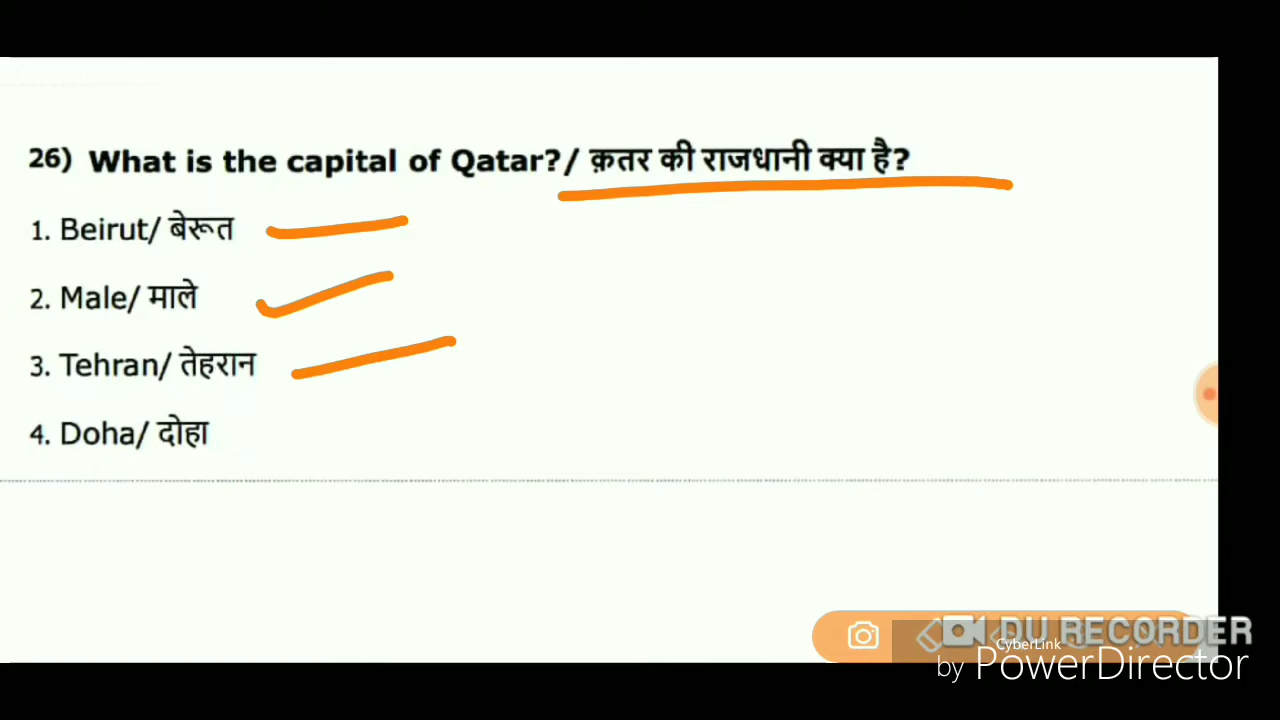 26) What is the capital of Qatar?/ क़तर की राजधानी क्या है?
1. Beirut/ बेरूत
2. Male/ माले
3. Tehran/ तेहरान
4. Doha/ दोहा
DU RECORDER
CyberLink
by PowerDirector